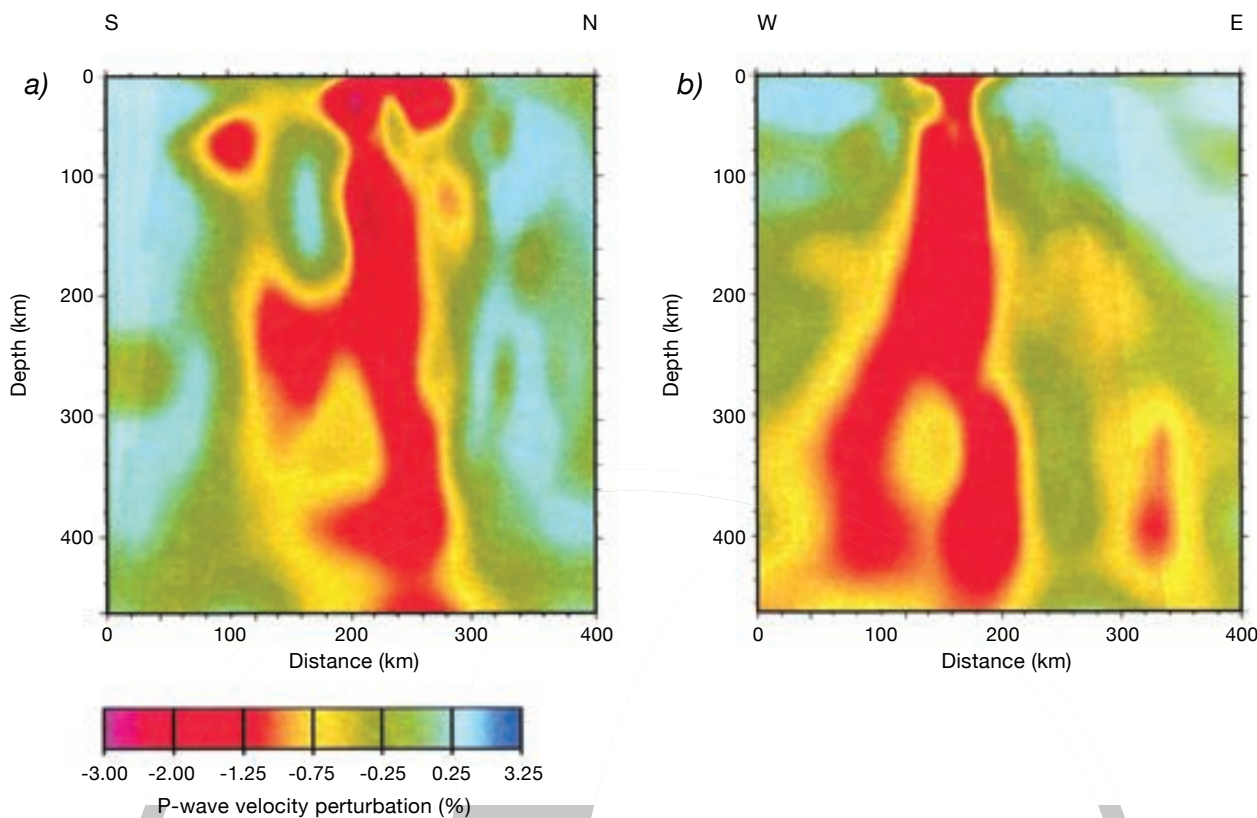 S N
a)
0
100
200
300
400
Depth (km)
0 100 200 300 400
Distance (km)
W E
b)
0
100
200
300
400
Depth (km)
0 100 200 300 400
Distance (km)
-3.00 -2.00 -1.25 -0.75 -0.25 0.25 3.25
P-wave velocity perturbation (%)